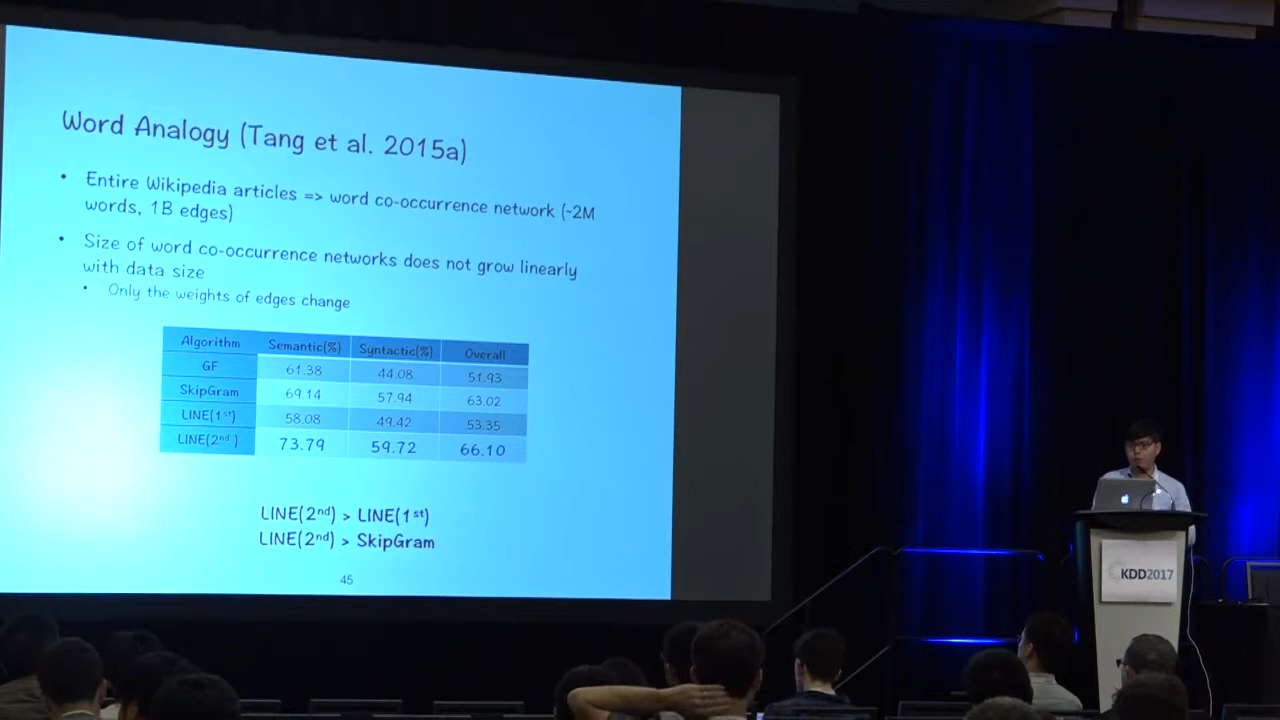 Word Analogy (Tang et al. 2015a)
• Entire Wikipedia articles => word co-occurrence network (~2M
words, 1B edges)
• Size of word co-occurrence networks does not grow linearly
with data size
• Only the weights of edges change
Algorithm Semantic(%) Syntactic(%) Overall
GF 61.38 44.08 51.93
SkipGram 69.14 57.94 63.02
LINE(1st) 58.08 49.42 53.35
LINE(2nd) 73.79 59.72 66.10
LINE(2nd) > LINE(1st)
LINE(2nd) > SkipGram
45
KDD2017